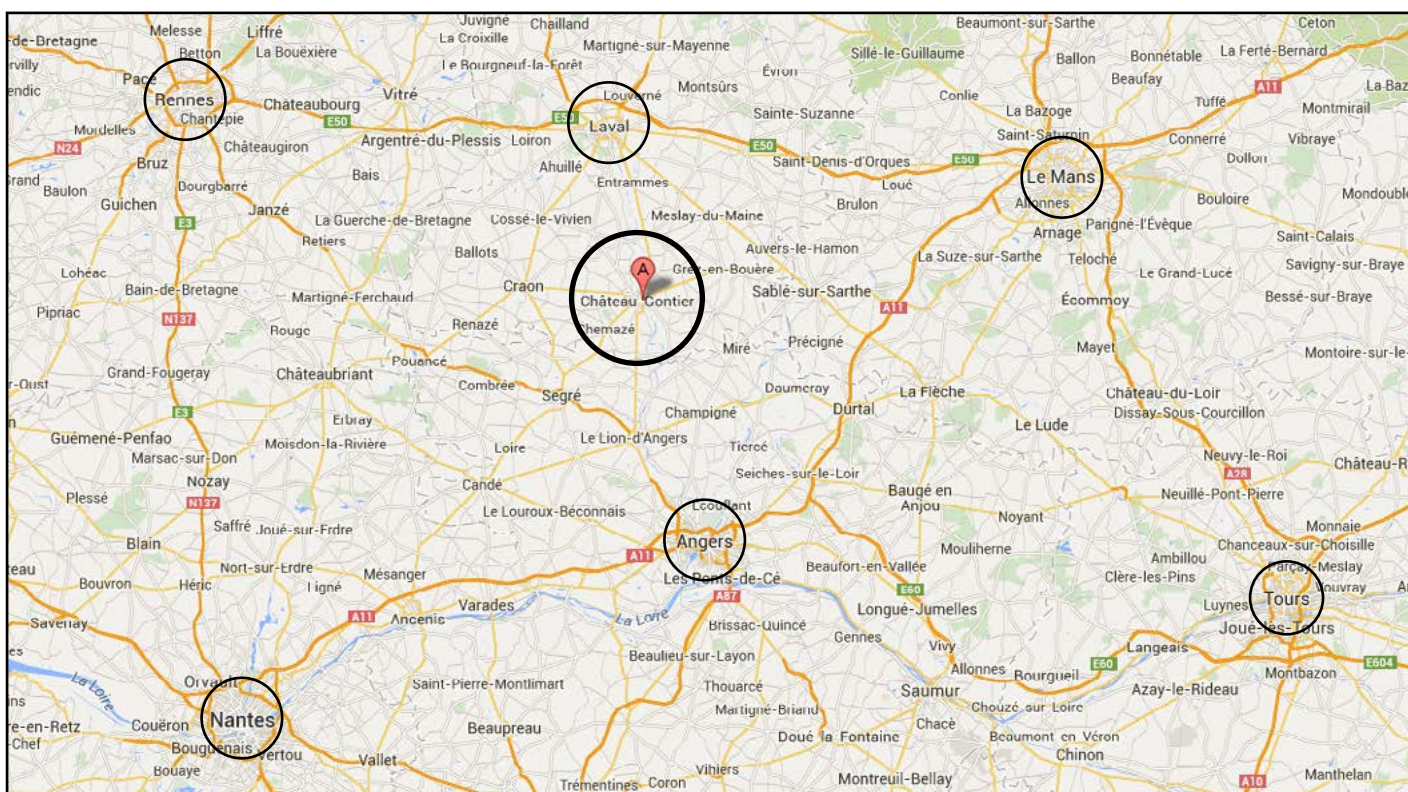 Melesse
Liffré
Juvigné
Chailland
Beaumont-sur-Sarthe
Ceton
-de-Bretagne
Betton
La Bouëxière
La Croixille
Martigné-sur-Mayenne
Sillé-le-Guillaume
Ballon
Bonnétable
La Ferté-Bernard
Le Bourgneuf-la-Forêt
Évron
Pacé
Vitré
Montsûrs
Beaufay
A11
Rennes
Châteaubourg
Louverné
Conlie
Tuffé
Montmirail
Chantepie
E50
E50
Laval
Sainte-Suzanne
La Bazoge
Mordelles
Argentré-du-Plessis
Loiron
Saint-Saturnin
Connerré
Vibraye
N24
Châteaugiron
E50
E50
Bruz
Bais
Ahuillé
Saint-Denis-d'Orques
Dollon
Le Mans
Baulon
Dourgbarré
Entrammes
Loué
Guichen
Janzé
Brulon
Allonnes
Bouloire
E3
La Guerche-de-Bretagne
Cossé-le-Vivien
Meslay-du-Maine
Parigné-l'Évêque
Retiers
Ballots
Auvers-le-Hamon
La Suze-sur-Sarthe
Arnage
Saint-Calais
Lohéac
A
Grez-en-Bouère
Teloché
Le Grand-Lucé
Savigny-sur-Braye
Bain-de-Bretagne
Martigné-Ferchaud
Craon
Château Gontier
Sablé-sur-Sarthe
Écommoy
Bessé-sur-Braye
Pipriac
N137
Rouge
Renazé
Chemazé
A11
Miré
Précigné
Mayet
Pouancé
Montoire-sur-le-
Grand-Fougeray
Châteaubriant
Combrée
Segré
Daumeray
La Flèche
Château-du-Loir
E3
Erbray
Champigné
Durtal
Dissay-Sous-Courcillon
Guémené-Penfao
Moisdon-la-Rivière
Loire
Le Lion-d'Angers
Tiercé
Le Lude
Marsac-sur-Don
Neuvy-le-Roi
Nozay
Candé
Seiches-sur-le-Loir
A28
Château-R
Plessé
N137
Le Louroux-Béconnais
Écouflant
Baugé en
Anjou
Noyant
Neuillé-Pont-Pierre
Saffré
Joué-sur-Erdre
Monnaie
Blain
Angers
Mouliherne
Chanceaux-sur-Choisille
Ambillou
A11
Nort-sur-Erdre
Mésanger
Beaufort-en-Vallée
Parçay-Meslay
Bouvron
Héric
Ligné
Les Ponts-de-Cé
Clère-les-Pins
Vouvray
E60
A87
Tours
Varades
Longué-Jumelles
Luynes
Savenay
A11
Ancenis
La Loire
Brissac-Quincé
Joué-lès-Tours
Gennes
Vivy
Langeais
Beaulieu-sur-Layon
Allonnes
E60
E604
La Loire
Orvault
Saint-Pierre-Montlimart
Thouarcé
Bourgueil
Montbazon
Saumur
Azay-le-Rideau
Nantes
Martigné-Briand
Chouzé sur Loire
re-en-Retz
Couëron
Beaupreau
Chacè
-Chef
Bouguenais
Vertou
Doué la Fontaine
Beaumont en Véron
Vallet
Chinon
Bouaye
Vihiers
Trémentines
Coron
Montreuil-Bellay
A10
Manthelan